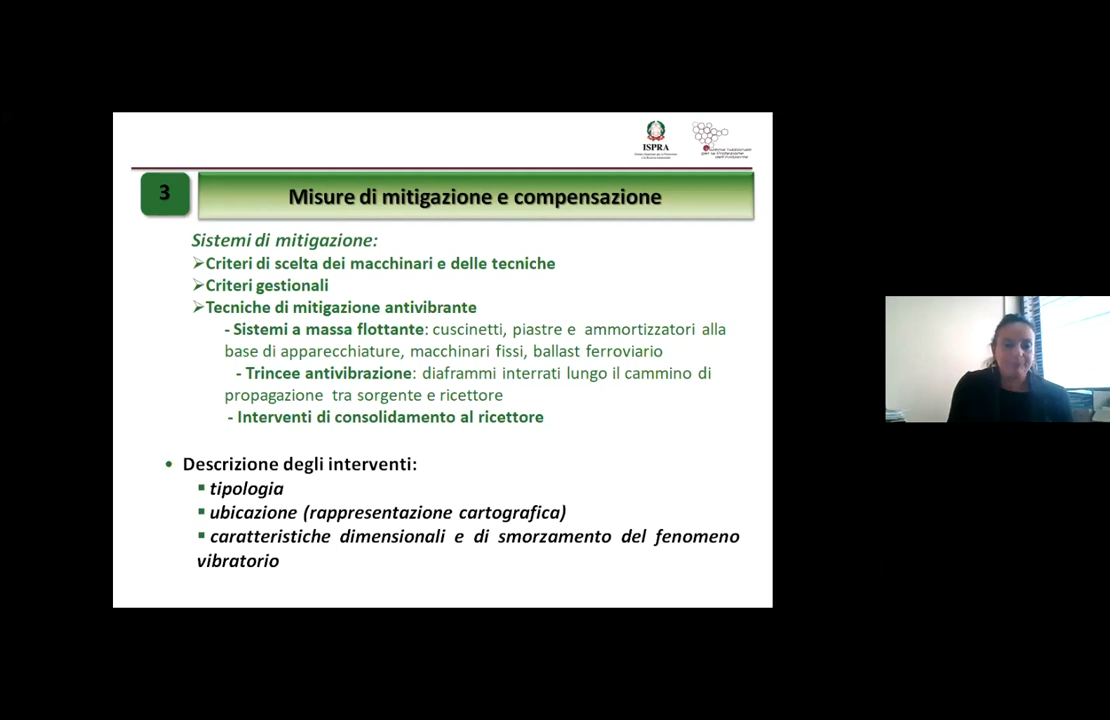 ISPRA
3
Misure di mitigazione e compensazione
Sistemi di mitigazione:
➢Criteri di scelta dei macchinari e delle tecniche
➢Criteri gestionali
➢Tecniche di mitigazione antivibrante
- Sistemi a massa flottante: cuscinetti, piastre e ammortizzatori alla
base di apparecchiature, macchinari fissi, ballast ferroviario
- Trincee antivibrazione: diaframmi interrati lungo il cammino di
propagazione tra sorgente e ricettore
- Interventi di consolidamento al ricettore
• Descrizione degli interventi:
▪ tipologia
▪ ubicazione (rappresentazione cartografica)
▪ caratteristiche dimensionali e di smorzamento del fenomeno
vibratorio